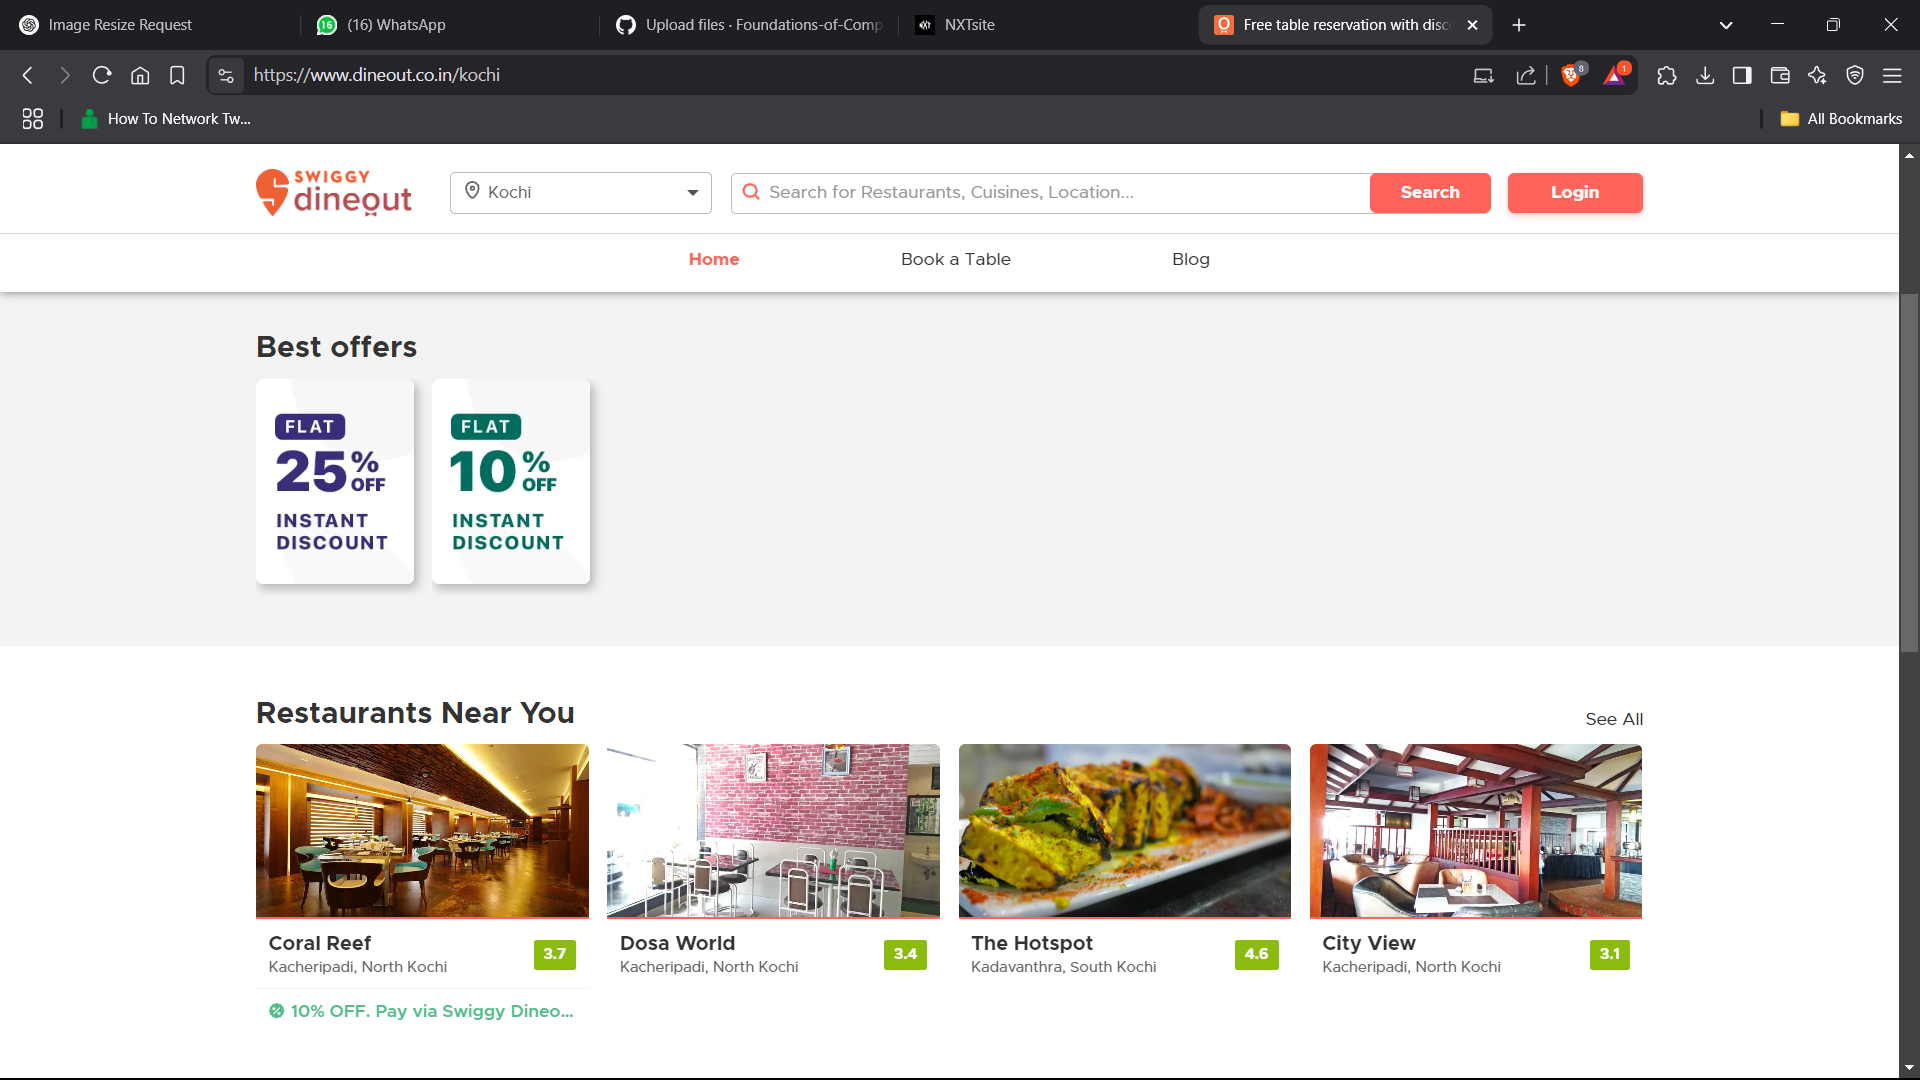 Image Resize Request
16
(16) WhatsApp
Upload files · Foundations-of-Comp
NXTsite
Free table reservation with disc
https://www.dineout.co.in/kochi
8
1
How To Network Tw...
All Bookmarks
SWIGGY
dineout
Kochi
Search for Restaurants, Cuisines, Location...
Search
Login
Home
Book a Table
Blog
Best offers
FLAT
25% OFF
INSTANT
DISCOUNT
FLAT
10% OFF
INSTANT
DISCOUNT
Restaurants Near You
See All
Coral Reef
3.7
Kacheripadi, North Kochi
10% OFF. Pay via Swiggy Dineo...
Dosa World
3.4
Kacheripadi, North Kochi
The Hotspot
4.6
Kadavanthra, South Kochi
City View
3.1
Kacheripadi, North Kochi